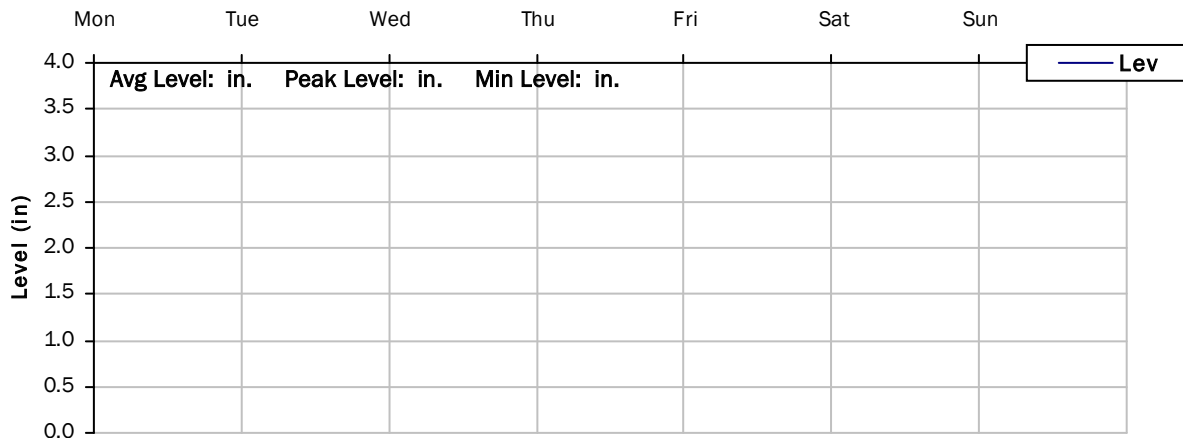 Mon Tue Wed Thu Fri Sat Sun
4.0
Avg Level: in. Peak Level: in. Min Level: in.
Lev
3.5
3.0
2.5
2.0
1.5
1.0
0.5
0.0
Level (in)